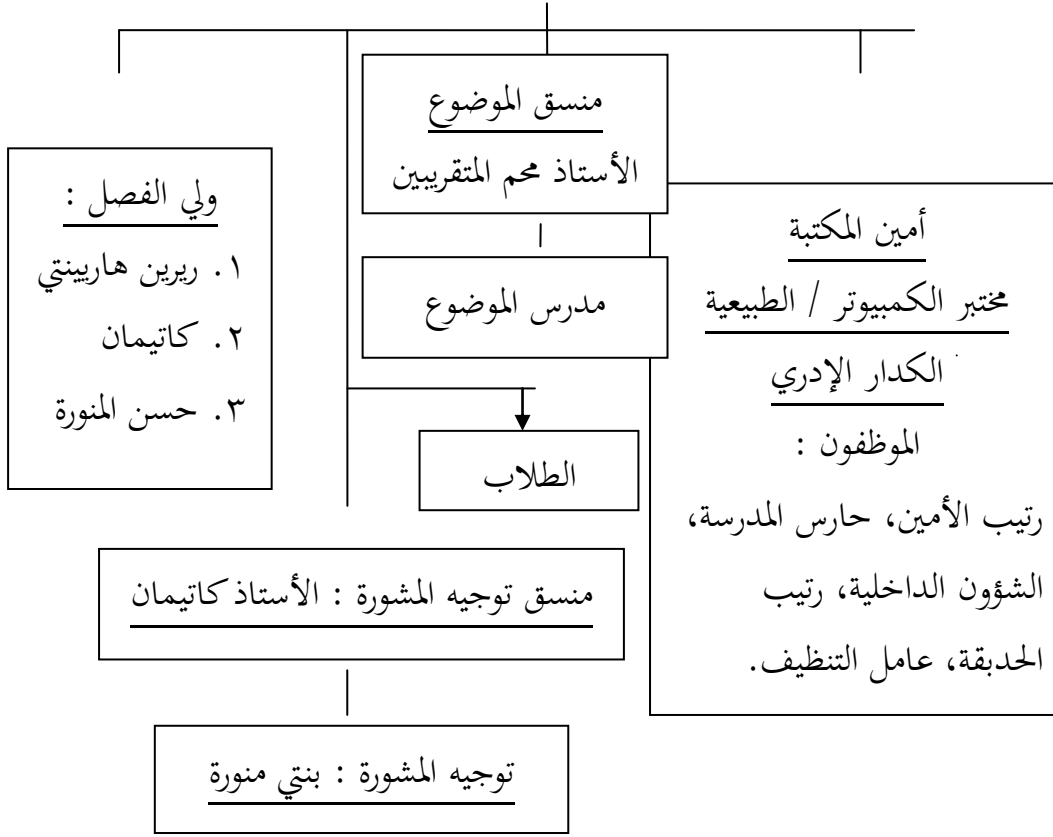 منسق الموضوع
الأستاذ محم المتقريبين
ولي الفصل :
١. ريرين هاريينتي
٢. كاتيمان
٣. حسن المنورة
أمين المكتبة
مختبر الكمبيوتر / الطبيعية
الكدار الإدري
الموظفون :
رتيب الأمين، حارس المدرسة،
الشؤون الداخلية، رتيب
الحدبقة، عامل التنظيف.
مدرس الموضوع
الطلاب
منسق توجيه المشورة : الأستاذ كاتيمان
توجيه المشورة : بنتي منورة